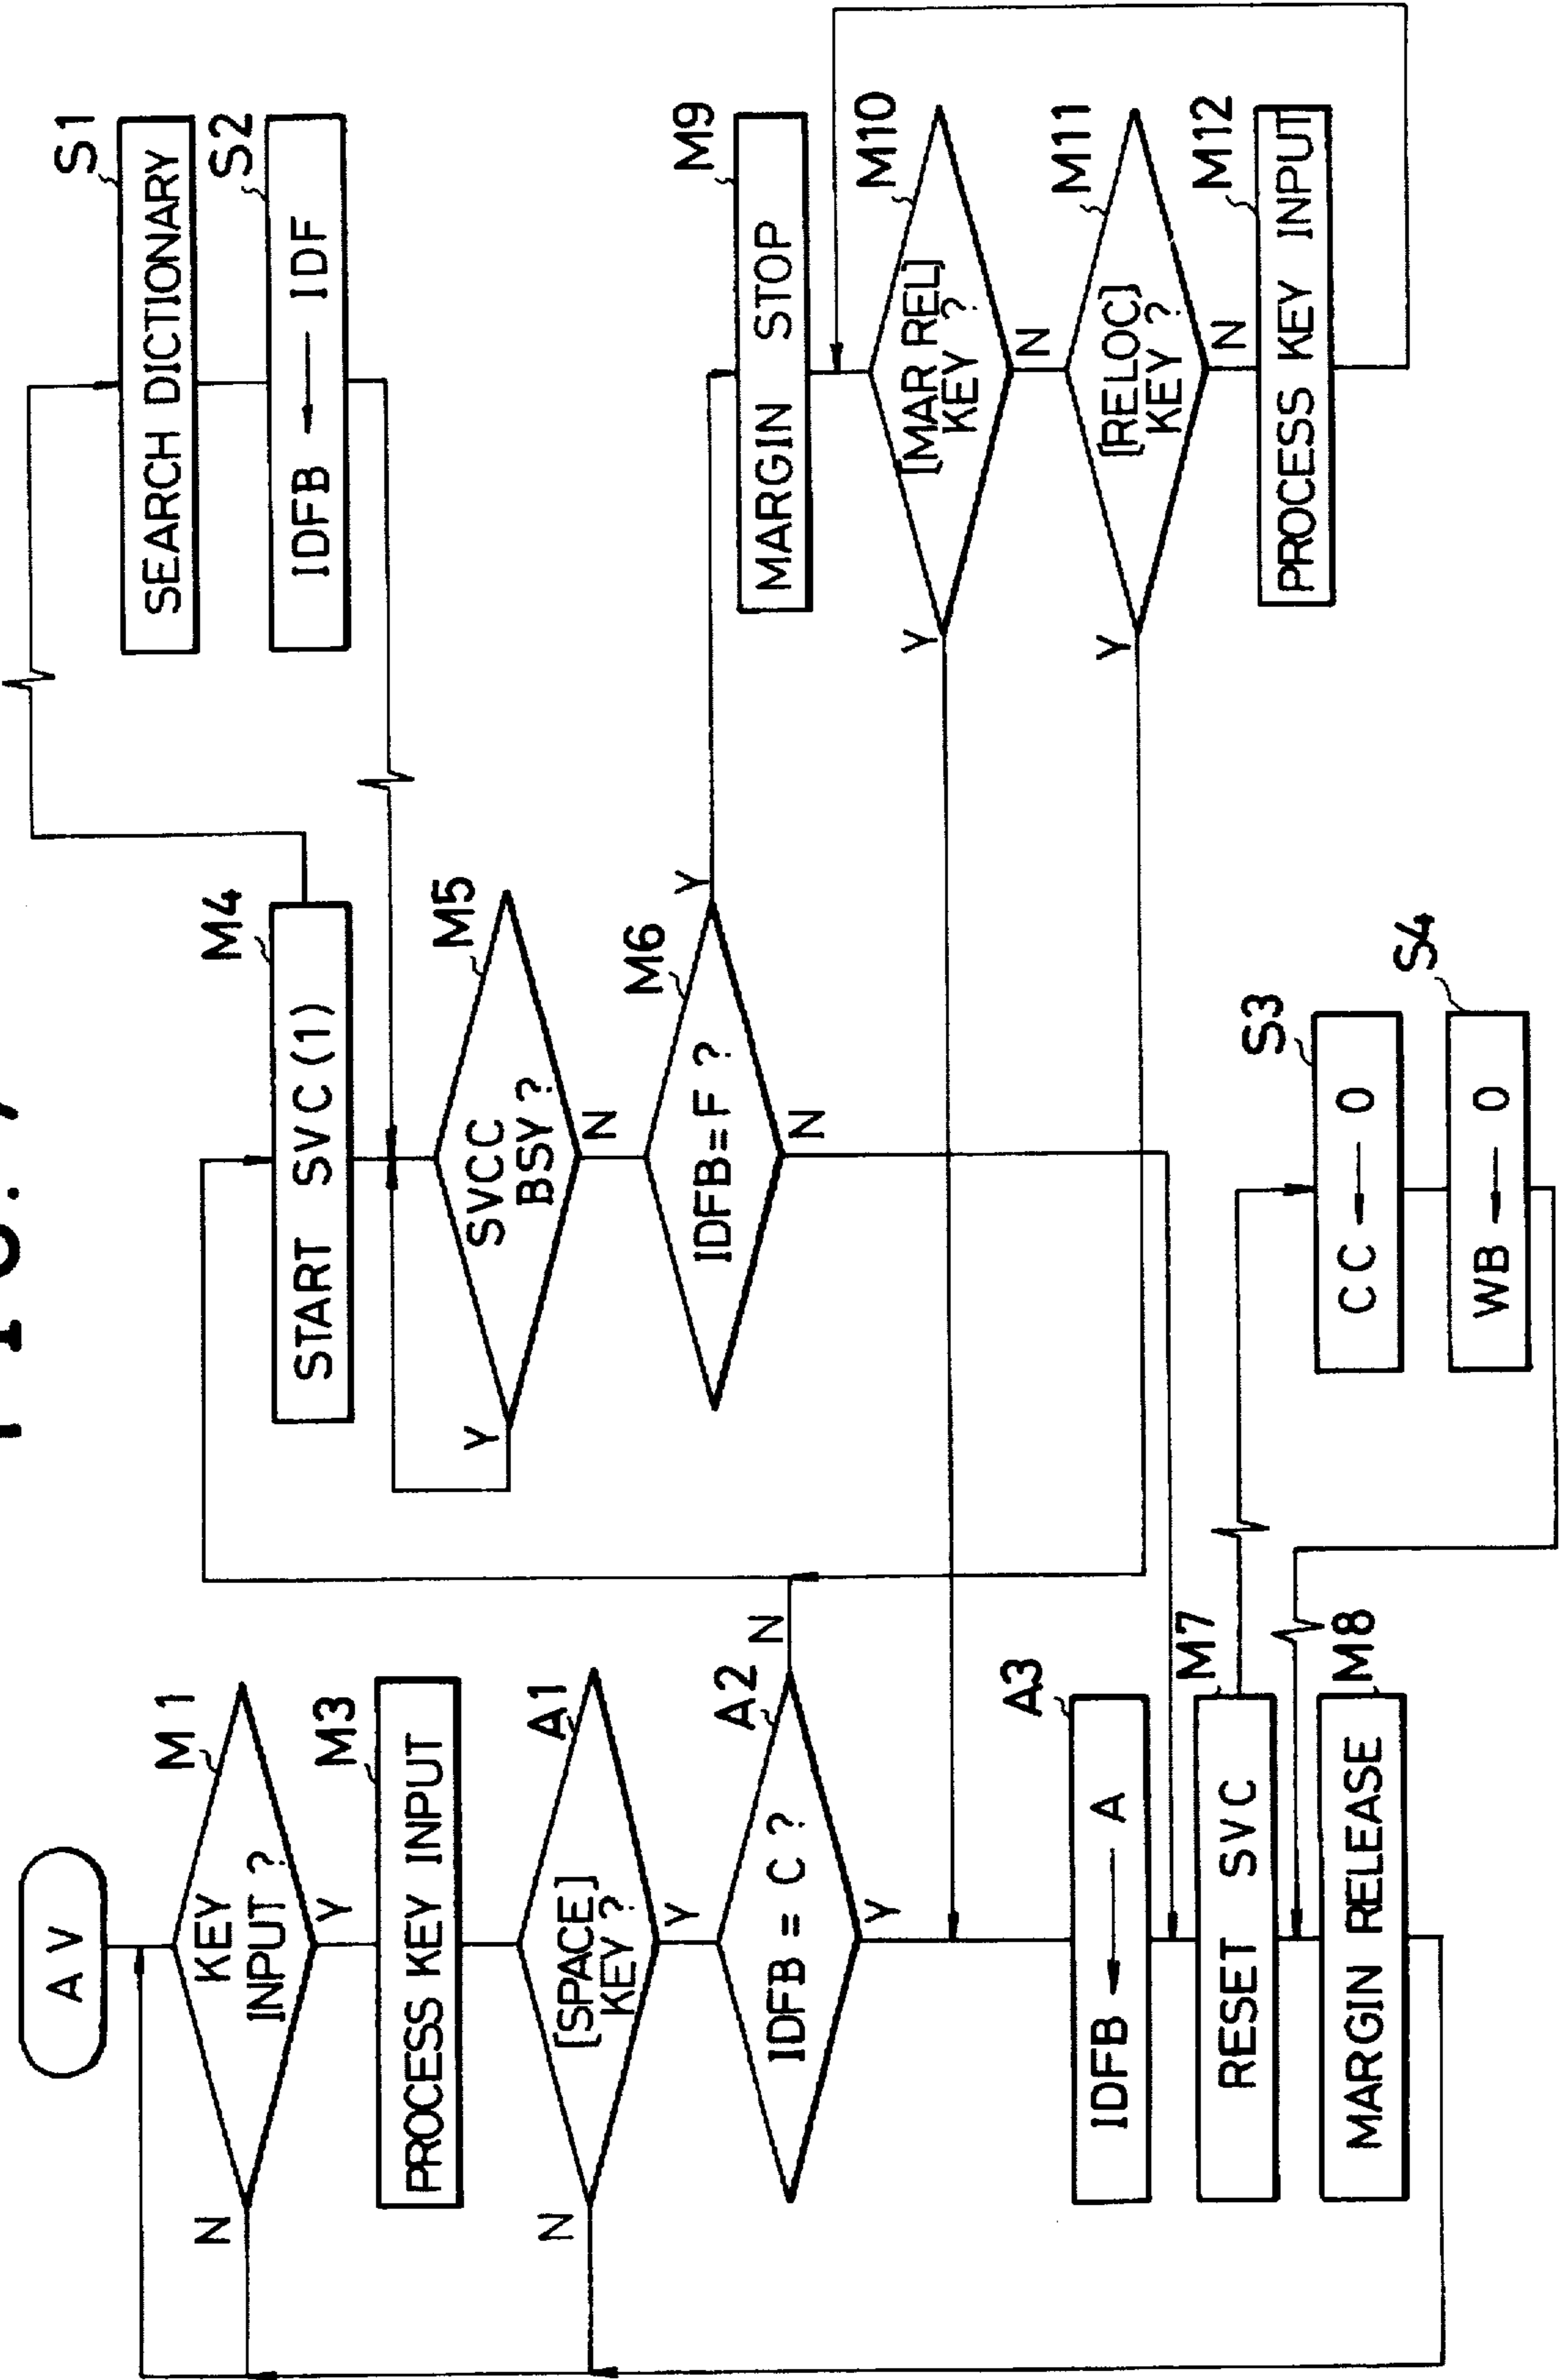 AV
M1
KEY
INPUT ?
N
Y
M3
PROCESS KEY INPUT
A1
[SPACE]
KEY ?
N
Y
A2
IDFB = C ?
N
Y
A3
IDFB ← A
M7
RESET SVC
M8
MARGIN RELEASE
M4
START SVC(1)
M5
SVCC
BSY ?
Y
N
M6
IDFB=F ?
Y
N
S3
CC ← 0
S4
WB ← 0
S1
SEARCH DICTIONARY
S2
IDFB ← IDF
M9
MARGIN STOP
M10
[MAR REL]
KEY ?
Y
N
M11
[RELOC]
KEY ?
Y
N
M12
PROCESS KEY INPUT